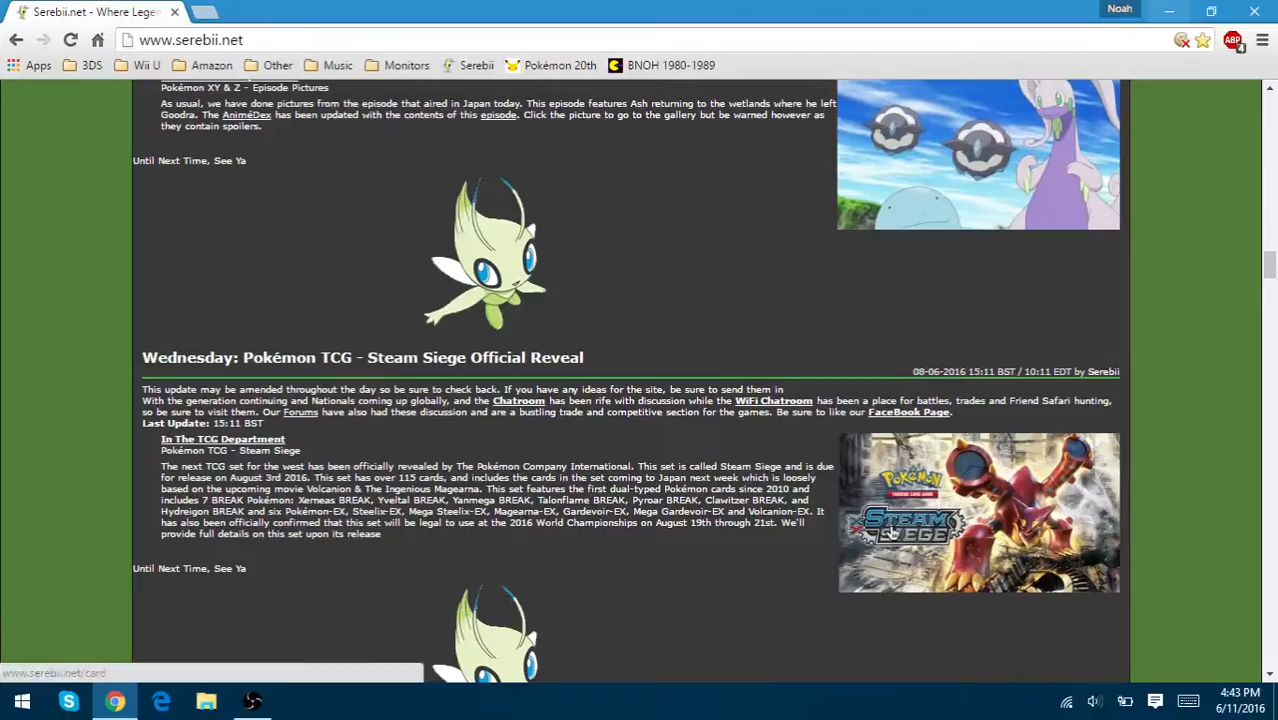 Serebii.net - Where Leger
Noah
www.serebii.net
ABP
4
Apps
3DS
Wii U
Amazon
Other
Music
Monitors
Serebii
Pokémon 20th
BNOH 1980-1989
Pokémon XY & Z - Episode Pictures
As usual, we have done pictures from the episode that aired in Japan today. This episode features Ash returning to the wetlands where he left
Goodra. The AniméDex has been updated with the contents of this episode. Click the picture to go to the gallery but be warned however as
they contain spoilers.
Until Next Time, See Ya
Wednesday: Pokémon TCG - Steam Siege Official Reveal
08-06-2016 15:11 BST / 10:11 EDT by Serebii
This update may be amended throughout the day so be sure to check back. If you have any ideas for the site, be sure to send them in
With the generation continuing and Nationals coming up globally, and the Chatroom has been rife with discussion while the WiFi Chatroom has been a place for battles, trades and Friend Safari hunting,
so be sure to visit them. Our Forums have also had these discussion and are a bustling trade and competitive section for the games. Be sure to like our FaceBook Page.
Last Update: 15:11 BST
In The TCG Department
Pokémon TCG - Steam Siege
The next TCG set for the west has been officially revealed by The Pokémon Company International. This set is called Steam Siege and is due
for release on August 3rd 2016. This set has over 115 cards, and includes the cards in the set coming to Japan next week which is loosely
based on the upcoming movie Volcanion & The Ingenious Magearna. This set features the first dual-typed Pokémon cards since 2010 and
includes 7 BREAK Pokémon: Xerneas BREAK, Yveltal BREAK, Yanmega BREAK, Talonflame BREAK, Pyroar BREAK, Clawitzer BREAK, and
Hydreigon BREAK and six Pokémon-EX, Steelix-EX, Mega Steelix-EX, Magearna-EX, Gardevoir-EX, Mega Gardevoir-EX and Volcanion-EX. It
has also been officially confirmed that this set will be legal to use at the 2016 World Championships on August 19th through 21st. We'll
provide full details on this set upon its release
Pokémon
TRADING CARD GAME
XY
STEAM
SIEGE
Until Next Time, See Ya
www.serebii.net/card
4:43 PM
6/11/2016